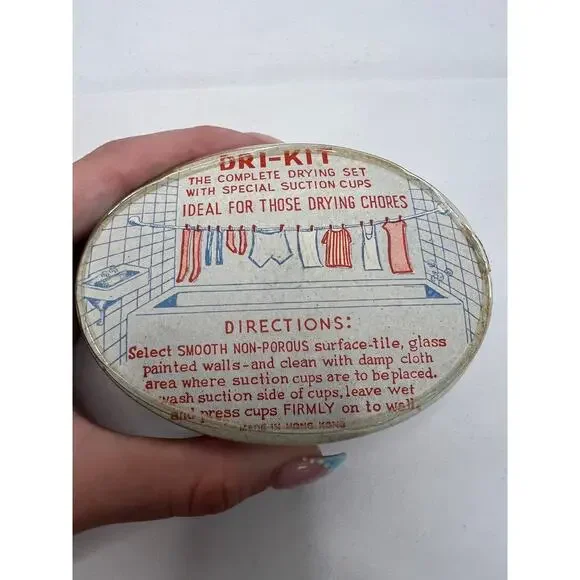 DRI-KIT
THE COMPLETE DRYING SET
WITH SPECIAL SUCTION CUPS
IDEAL FOR THOSE DRYING CHORES
DIRECTIONS:
Select SMOOTH NON-POROUS surface-tile, glass
painted walls-and clean with damp cloth
area where suction cups are to be placed.
wash suction side of cups, leave wet
and press cups FIRMLY on to wall.
MADE IN HONG KONG